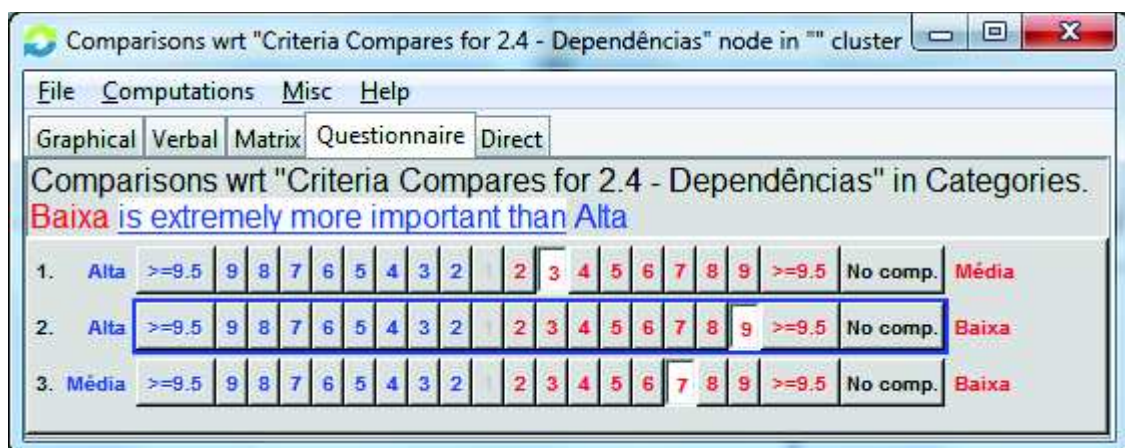 Comparisons wrt "Criteria Compares for 2.4 - Dependências" node in "" cluster
File Computations Misc Help
Graphical Verbal Matrix Questionnaire Direct
Comparisons wrt "Criteria Compares for 2.4 - Dependências" in Categories.
Baixa is extremely more important than Alta
1. Alta >=9.5 9 8 7 6 5 4 3 2 1 2 3 4 5 6 7 8 9 >=9.5 No comp. Média
2. Alta >=9.5 9 8 7 6 5 4 3 2 1 2 3 4 5 6 7 8 9 >=9.5 No comp. Baixa
3. Média >=9.5 9 8 7 6 5 4 3 2 1 2 3 4 5 6 7 8 9 >=9.5 No comp. Baixa